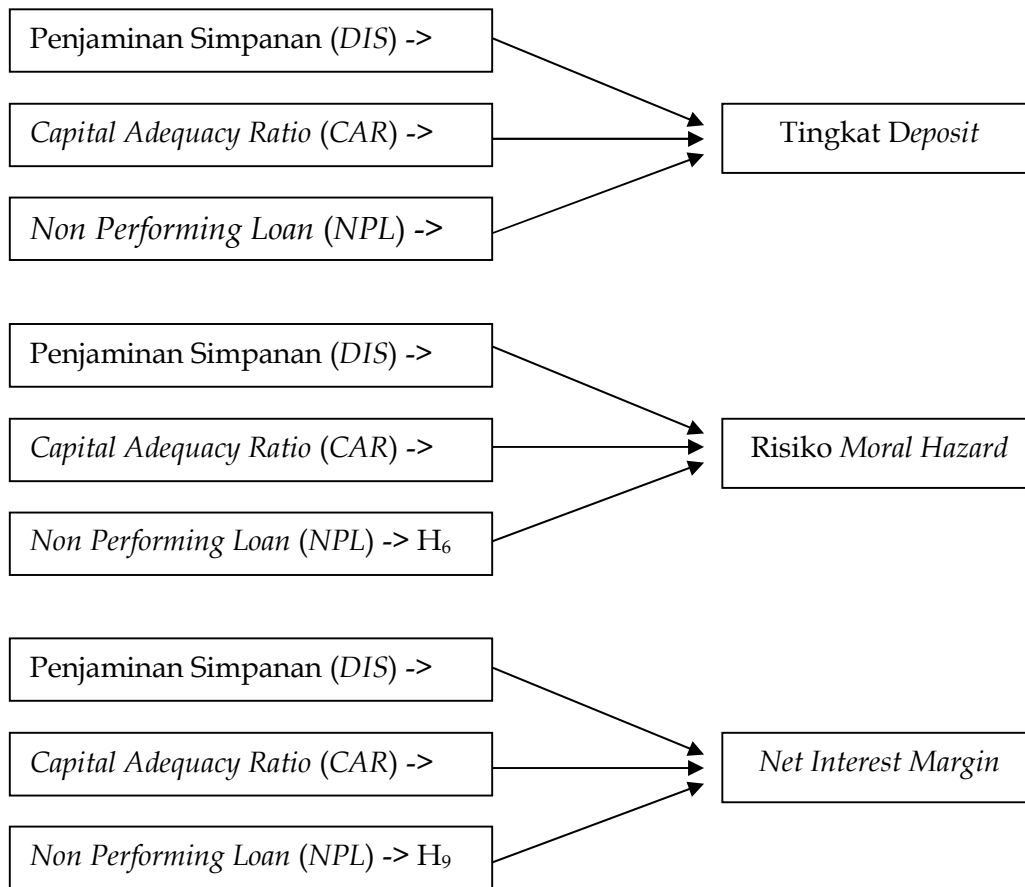 Penjaminan Simpanan (DIS) ->
Capital Adequacy Ratio (CAR) ->
Tingkat Deposit
Non Performing Loan (NPL) ->
Penjaminan Simpanan (DIS) ->
Capital Adequacy Ratio (CAR) ->
Risiko Moral Hazard
Non Performing Loan (NPL) -> H₆
Penjaminan Simpanan (DIS) ->
Capital Adequacy Ratio (CAR) ->
Net Interest Margin
Non Performing Loan (NPL) -> H₉